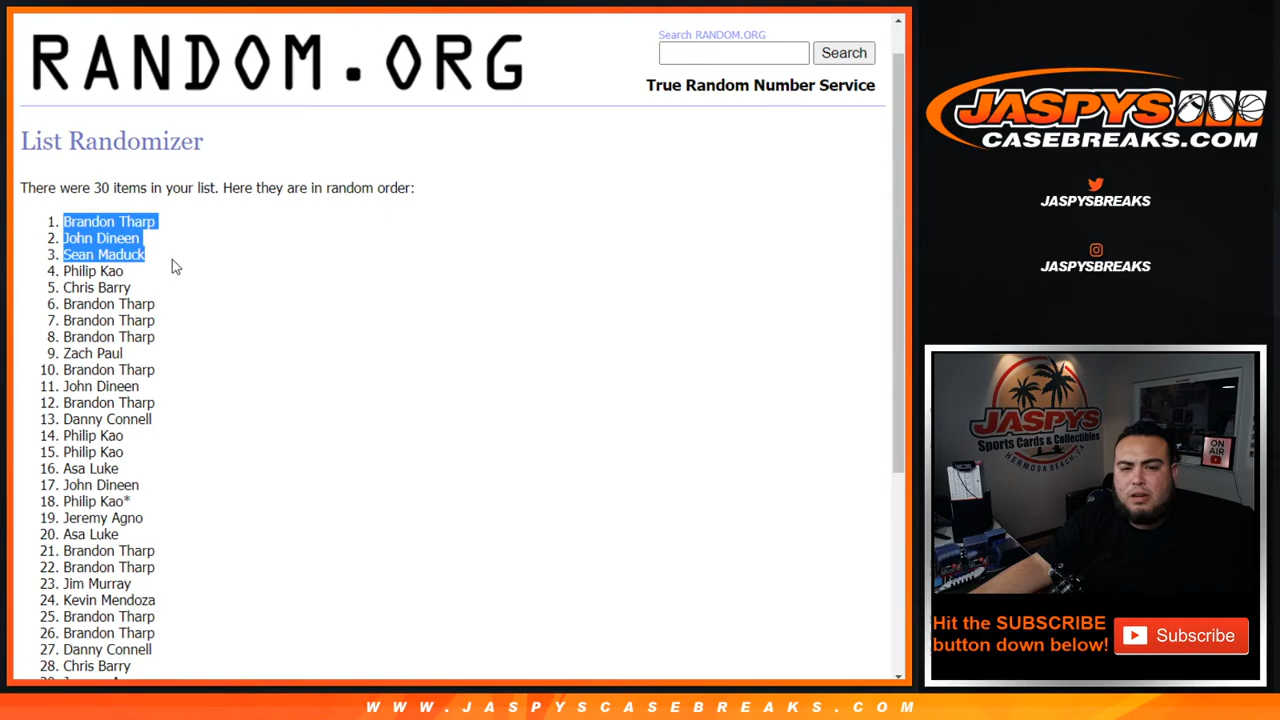 RANDOM.ORG
Search RANDOM.ORG
Search
True Random Number Service
List Randomizer
There were 30 items in your list. Here they are in random order:
1. Brandon Tharp
2. John Dineen
3. Sean Maduck
4. Philip Kao
5. Chris Barry
6. Brandon Tharp
7. Brandon Tharp
8. Brandon Tharp
9. Zach Paul
10. Brandon Tharp
11. John Dineen
12. Brandon Tharp
13. Danny Connell
14. Philip Kao
15. Philip Kao
16. Asa Luke
17. John Dineen
18. Philip Kao*
19. Jeremy Agno
20. Asa Luke
21. Brandon Tharp
22. Brandon Tharp
23. Jim Murray
24. Kevin Mendoza
25. Brandon Tharp
26. Brandon Tharp
27. Danny Connell
28. Chris Barry
JASPYS
CASEBREAKS.COM
JASPYSBREAKS
JASPYSBREAKS
JASPYS
Sports Cards & Collectibles
HERMOSA BEACH, CA
ON
AIR
Hit the SUBSCRIBE
button down below!
Subscribe
WWW.JASPYSCASEBREAKS.COM